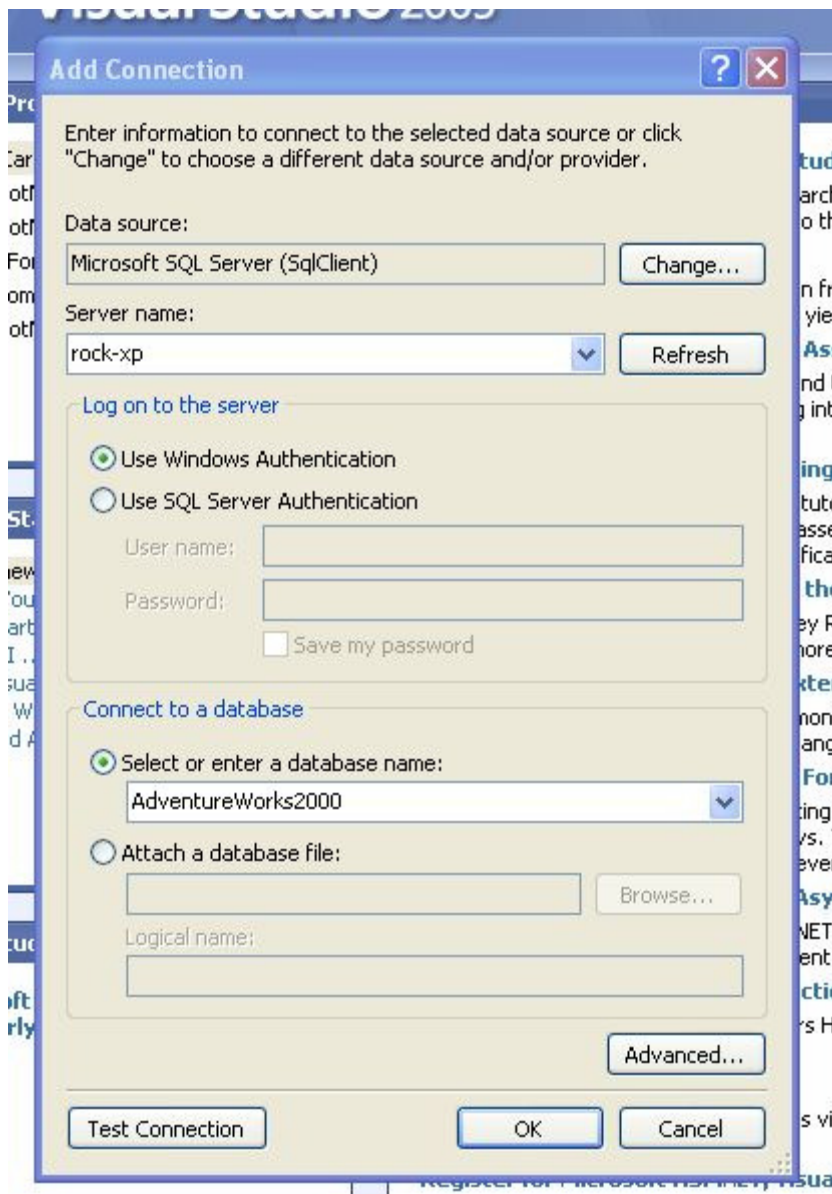 Visual Studio 2005
Add Connection
Enter information to connect to the selected data source or click
"Change" to choose a different data source and/or provider.
Data source:
Microsoft SQL Server (SqlClient)
Change...
Server name:
rock-xp
Refresh
Log on to the server
Use Windows Authentication
Use SQL Server Authentication
User name:
Password:
Save my password
Connect to a database
Select or enter a database name:
AdventureWorks2000
Attach a database file:
Browse...
Logical name:
Advanced...
Test Connection
OK
Cancel